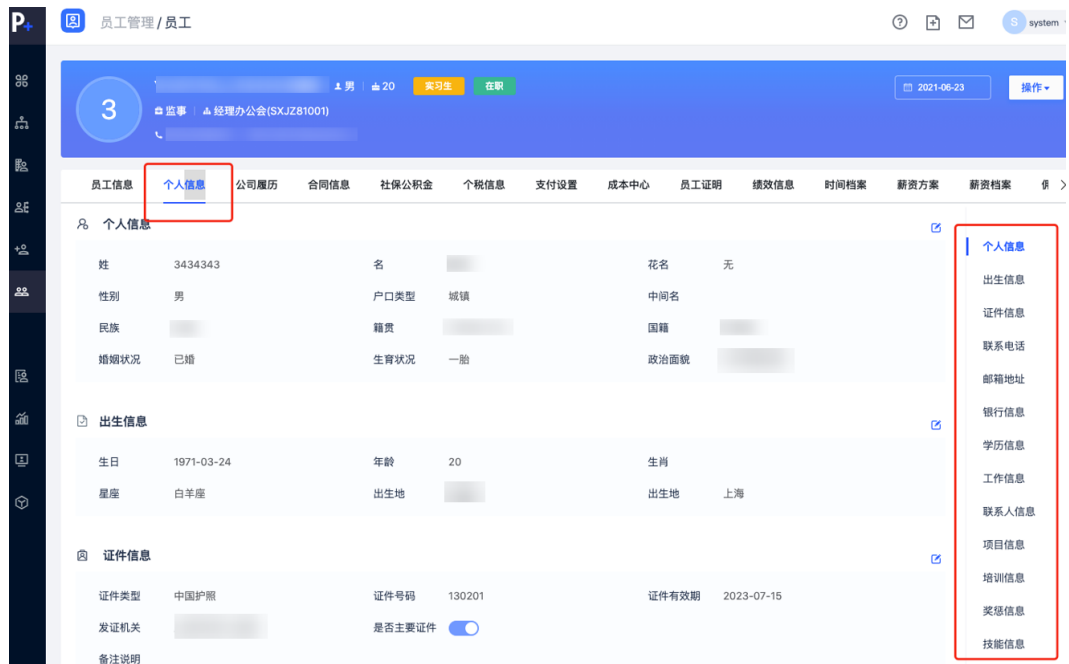 P+
员工管理 / 员工
S system
3
男 20 实习生 在职
2021-06-23 操作
监事 经理办公会(SXJZ81001)
员工信息 个人信息 公司履历 合同信息 社保公积金 个税信息 支付设置 成本中心 员工证明 绩效信息 时间档案 薪资方案 薪资档案
个人信息
姓 3434343 名 花名 无
性别 男 户口类型 城镇 中间名
民族 籍贯 国籍
婚姻状况 已婚 生育状况 一胎 政治面貌
出生信息
生日 1971-03-24 年龄 20 生肖
星座 白羊座 出生地 出生地 上海
证件信息
证件类型 中国护照 证件号码 130201 证件有效期 2023-07-15
发证机关 是否主要证件
备注说明
个人信息
出生信息
证件信息
联系电话
邮箱地址
银行信息
学历信息
工作信息
联系人信息
项目信息
培训信息
奖惩信息
技能信息